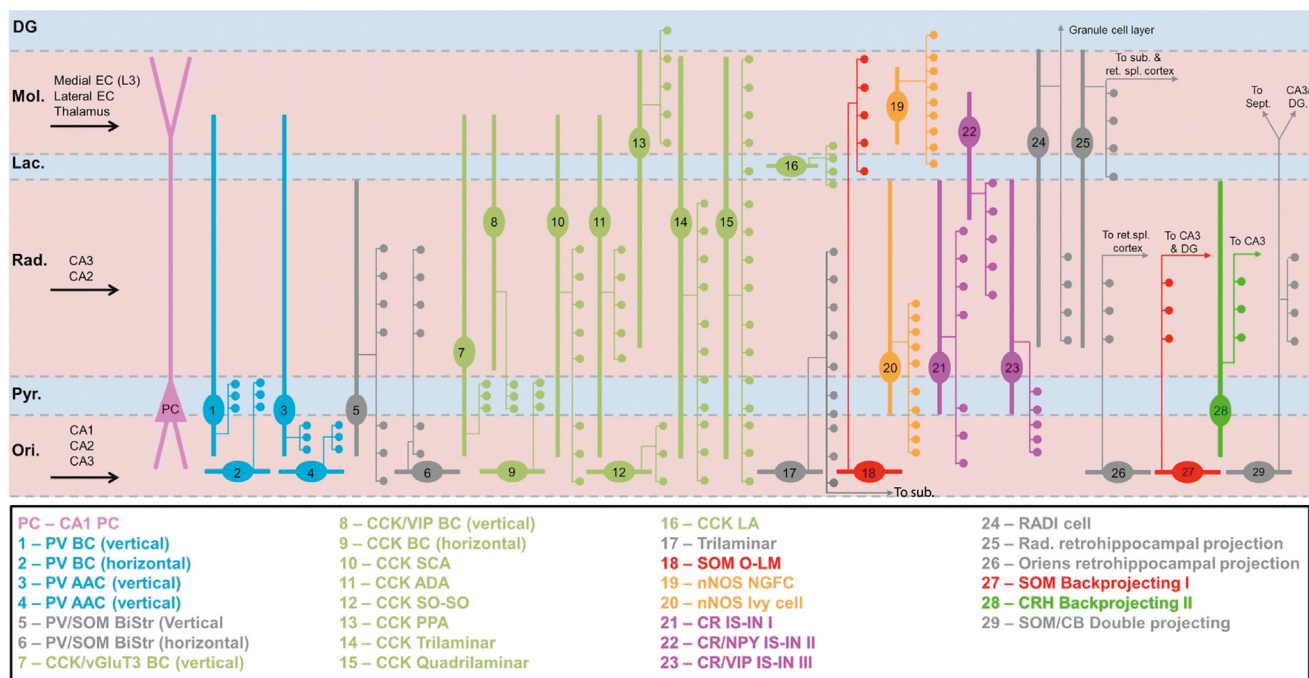 DG
Granule cell layer
To sub. &
ret. spl. cortex
Mol.
Medial EC (L3)
Lateral EC
Thalamus
To
Sept.
CA3/
DG.
19
22
13
24
25
Lac.
16
8
10
11
14
15
Rad.
CA3
CA2
To ret.spl.
cortex
To CA3
& DG
To CA3
7
20
21
23
Pyr.
PC
1
3
5
28
Ori.
CA1
CA2
CA3
2
4
6
9
12
17
18
26
27
29
To sub.
PC – CA1 PC
1 – PV BC (vertical)
2 – PV BC (horizontal)
3 – PV AAC (vertical)
4 – PV AAC (vertical)
5 – PV/SOM BiStr (Vertical
6 – PV/SOM BiStr (horizontal)
7 – CCK/vGluT3 BC (vertical)
8 – CCK/VIP BC (vertical)
9 – CCK BC (horizontal)
10 – CCK SCA
11 – CCK ADA
12 – CCK SO-SO
13 – CCK PPA
14 – CCK Trilaminar
15 – CCK Quadrilaminar
16 – CCK LA
17 – Trilaminar
18 – SOM O-LM
19 – nNOS NGFC
20 – nNOS Ivy cell
21 – CR IS-IN I
22 – CR/NPY IS-IN II
23 – CR/VIP IS-IN III
24 – RADI cell
25 – Rad. retrohippocampal projection
26 – Oriens retrohippocampal projection
27 – SOM Backprojecting I
28 – CRH Backprojecting II
29 – SOM/CB Double projecting